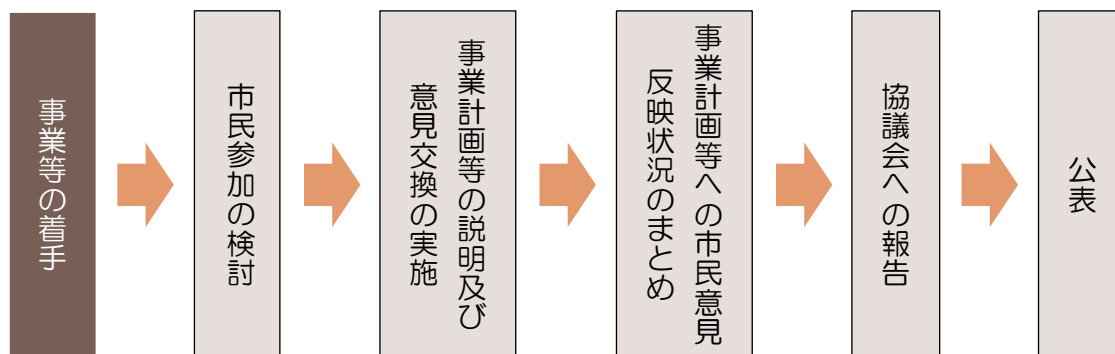 事業等の着手
市民参加の検討
事業計画等の説明及び
意見交換の実施
事業計画等への市民意見
反映状況のまとめ
協議会への報告
公表